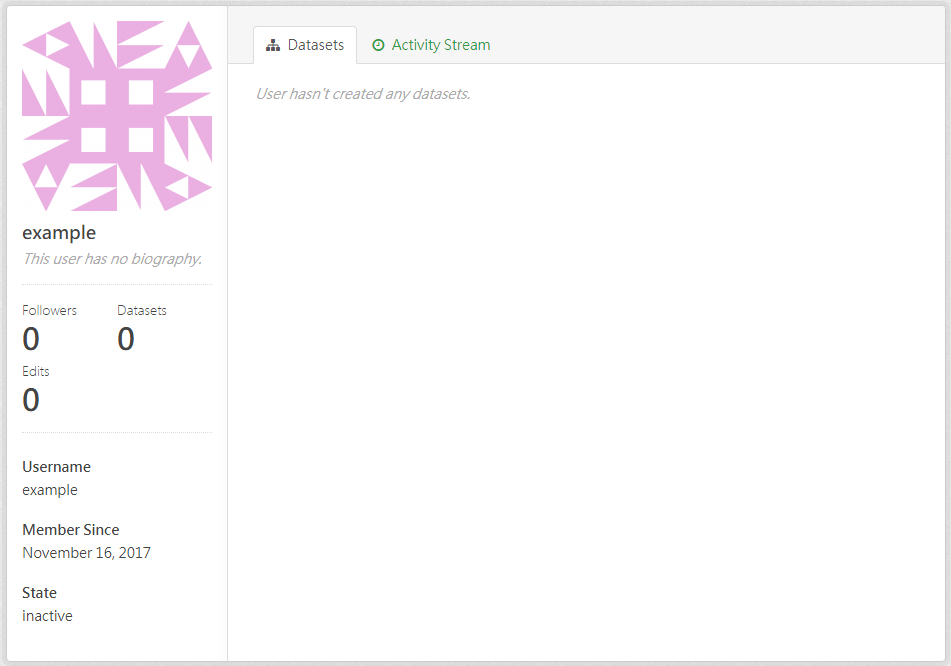 Datasets
Activity Stream
User hasn't created any datasets.
example
This user has no biography.
Followers
Datasets
0
0
Edits
0
Username
example
Member Since
November 16, 2017
State
inactive